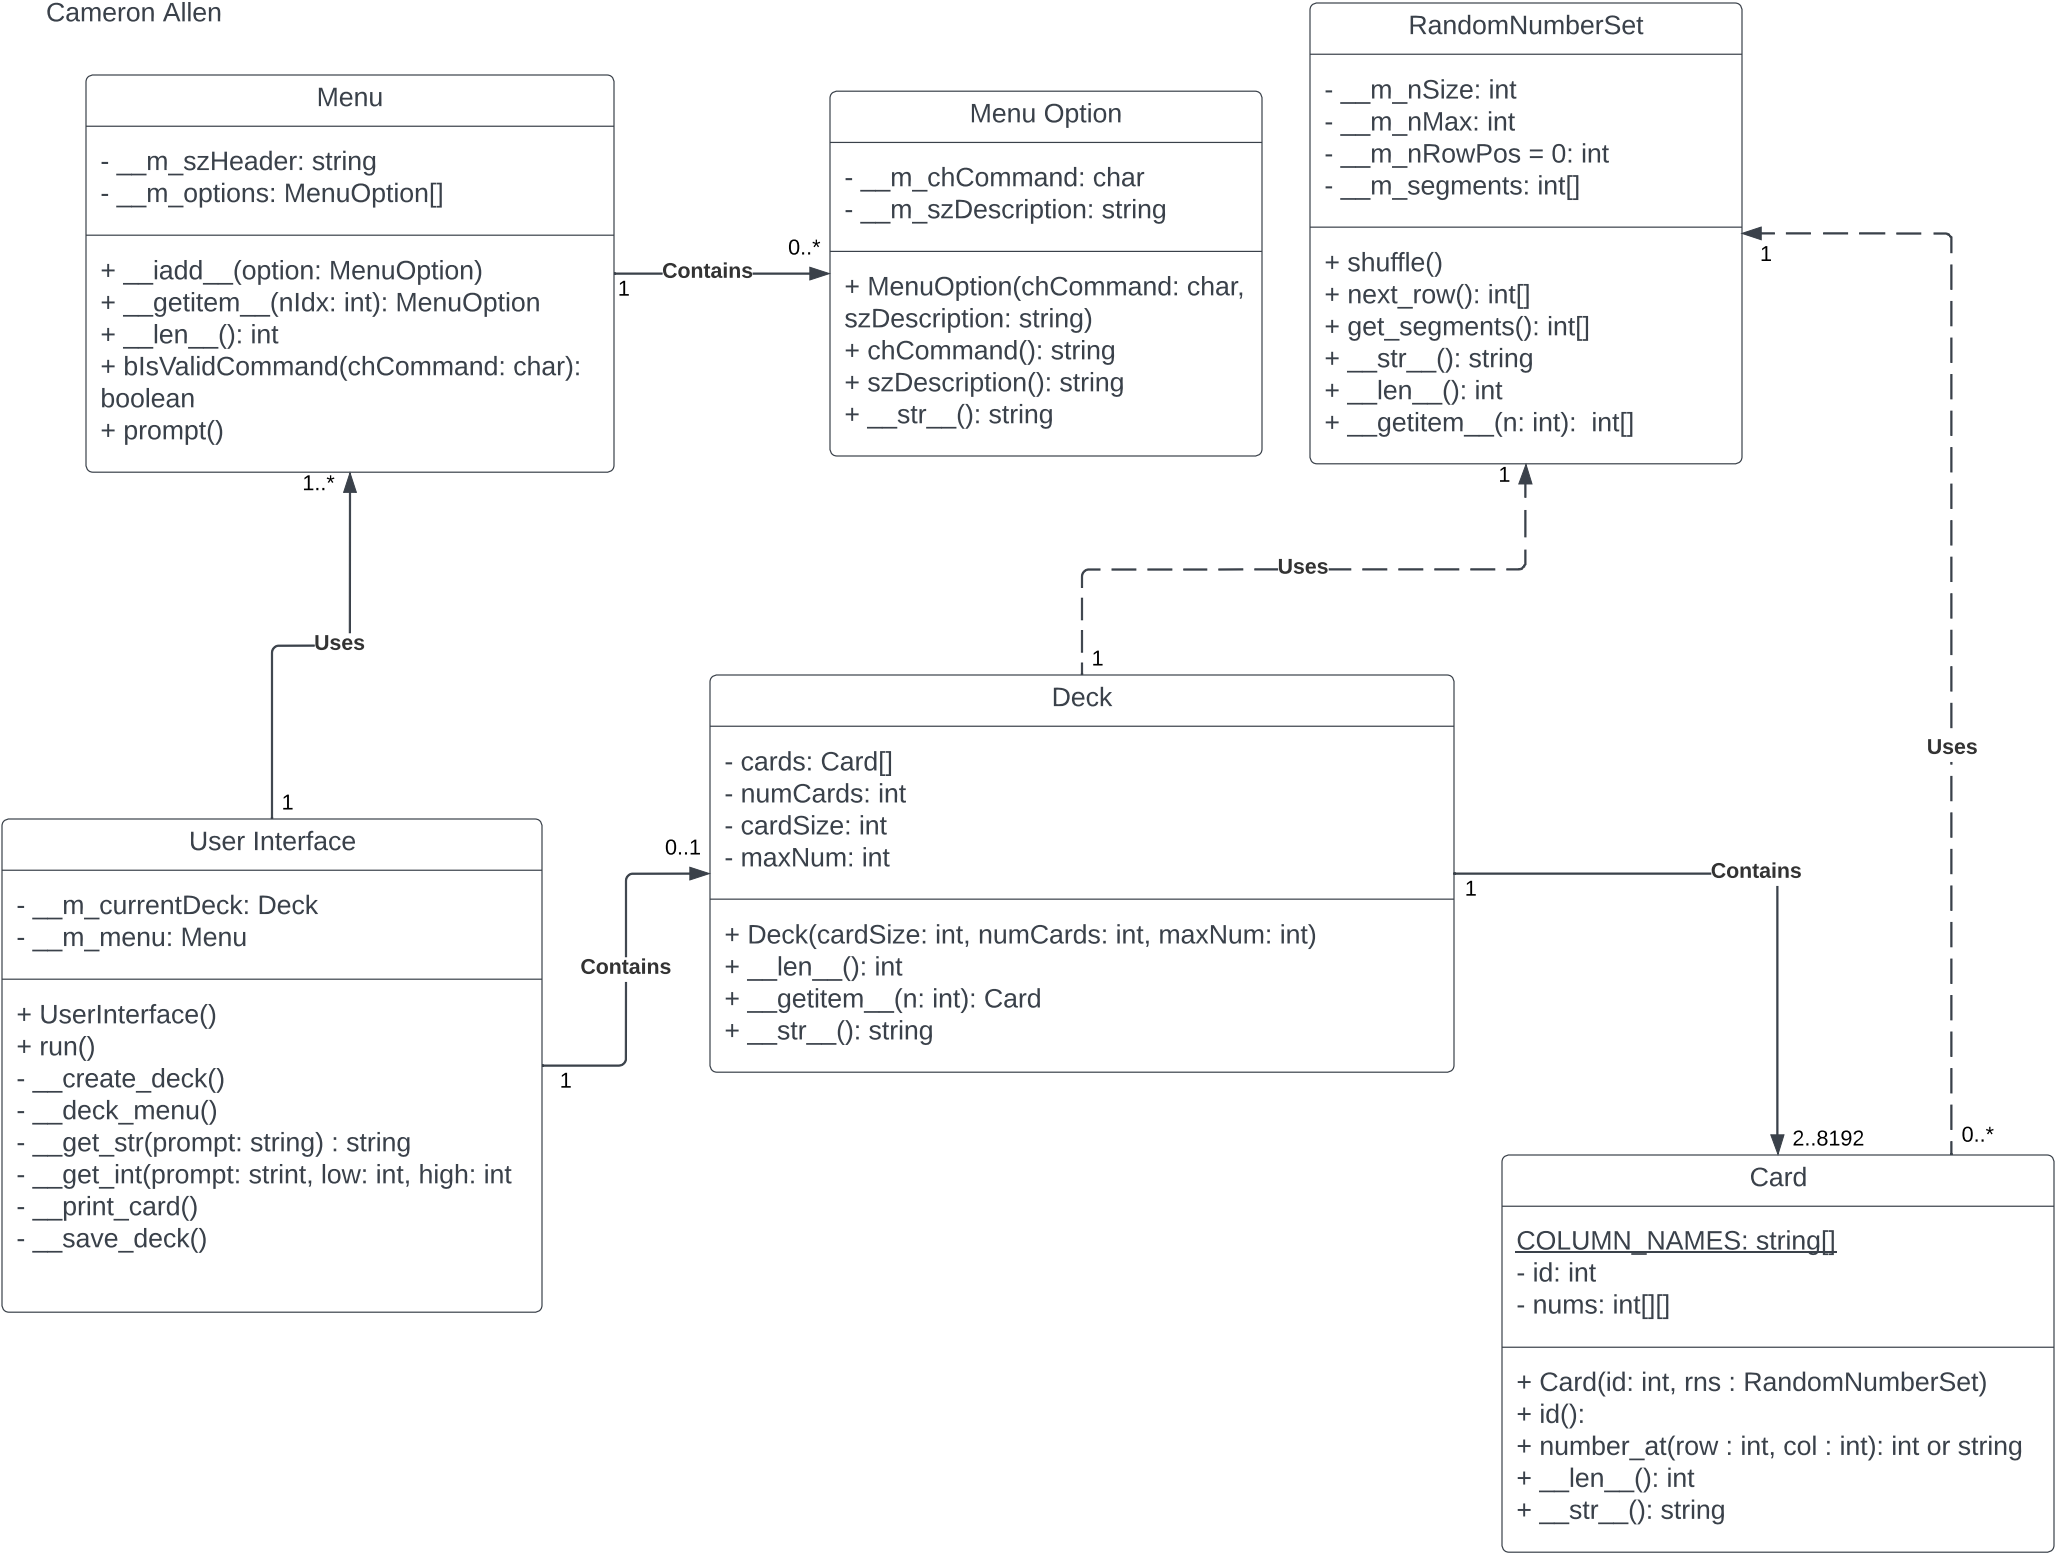 Cameron Allen
Menu
- __m_szHeader: string
- __m_options: MenuOption[]
+ __iadd__(option: MenuOption)
+ __getitem__(nIdx: int): MenuOption
+ __len__(): int
+ bIsValidCommand(chCommand: char):
boolean
+ prompt()
1
Contains
0..*
Menu Option
- __m_chCommand: char
- __m_szDescription: string
+ MenuOption(chCommand: char,
szDescription: string)
+ chCommand(): string
+ szDescription(): string
+ __str__(): string
RandomNumberSet
- __m_nSize: int
- __m_nMax: int
- __m_nRowPos = 0: int
- __m_segments: int[]
+ shuffle()
+ next_row(): int[]
+ get_segments(): int[]
+ __str__(): string
+ __len__(): int
+ __getitem__(n: int):  int[]
1
1..*
Uses
1
1
Uses
1
Uses
User Interface
- __m_currentDeck: Deck
- __m_menu: Menu
+ UserInterface()
+ run()
- __create_deck()
- __deck_menu()
- __get_str(prompt: string) : string
- __get_int(prompt: strint, low: int, high: int
- __print_card()
- __save_deck()
1
Contains
0..1
Deck
- cards: Card[]
- numCards: int
- cardSize: int
- maxNum: int
+ Deck(cardSize: int, numCards: int, maxNum: int)
+ __len__(): int
+ __getitem__(n: int): Card
+ __str__(): string
1
Contains
2..8192
0..*
Card
COLUMN_NAMES: string[]
- id: int
- nums: int[][]
+ Card(id: int, rns : RandomNumberSet)
+ id():
+ number_at(row : int, col : int): int or string
+ __len__(): int
+ __str__(): string